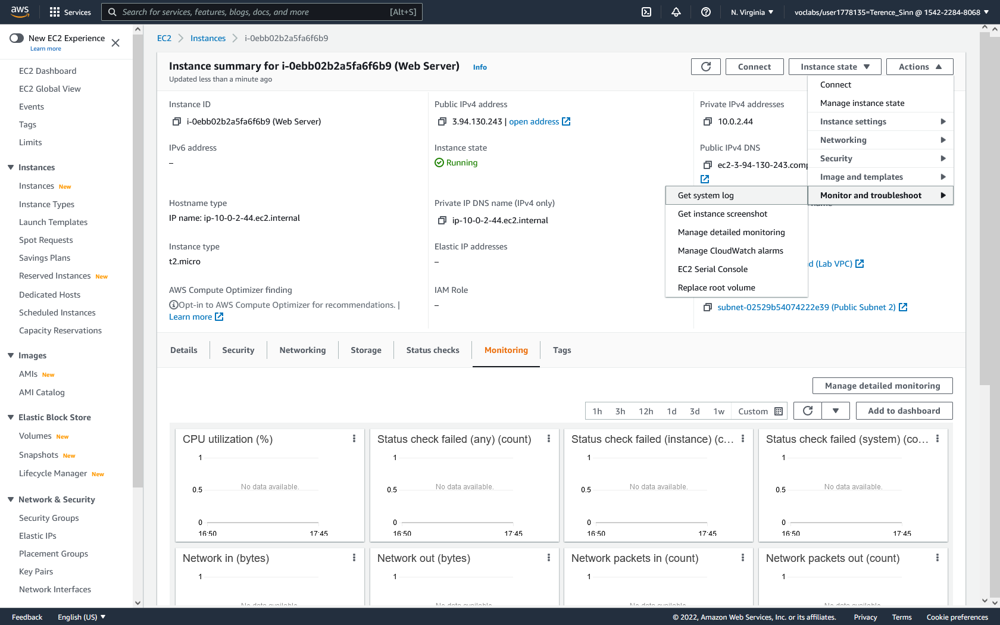 aws
Services
Search for services, features, blogs, docs, and more
[Alt+S]
N. Virginia ▼
voclabs/user1778135=Terence_Sinn @ 1542-2284-8068 ▼
New EC2 Experience
Learn more
EC2 Dashboard
EC2 Global View
Events
Tags
Limits
Instances
Instances New
Instance Types
Launch Templates
Spot Requests
Savings Plans
Reserved Instances New
Dedicated Hosts
Scheduled Instances
Capacity Reservations
Images
AMIs New
AMI Catalog
Elastic Block Store
Volumes New
Snapshots New
Lifecycle Manager New
Network & Security
Security Groups
Elastic IPs
Placement Groups
Key Pairs
Network Interfaces
EC2 > Instances > i-0ebb02b2a5fa6f6b9
Instance summary for i-0ebb02b2a5fa6f6b9 (Web Server) Info
Updated less than a minute ago
Connect
Instance state ▼
Actions ▲
Connect
Manage instance state
Instance settings
Networking
Security
Image and templates
Monitor and troubleshoot
Get system log
Get instance screenshot
Manage detailed monitoring
Manage CloudWatch alarms
EC2 Serial Console
Replace root volume
Instance ID
i-0ebb02b2a5fa6f6b9 (Web Server)
Public IPv4 address
3.94.130.243 | open address
Private IPv4 addresses
10.0.2.44
IPv6 address
–
Instance state
Running
Public IPv4 DNS
ec2-3-94-130-243.comp
Hostname type
IP name: ip-10-0-2-44.ec2.internal
Private IP DNS name (IPv4 only)
ip-10-0-2-44.ec2.internal
name
Instance type
t2.micro
Elastic IP addresses
–
d (Lab VPC)
AWS Compute Optimizer finding
Opt-in to AWS Compute Optimizer for recommendations. |
Learn more
IAM Role
–
subnet-02529b54074222e39 (Public Subnet 2)
Details
Security
Networking
Storage
Status checks
Monitoring
Tags
Manage detailed monitoring
1h 3h 12h 1d 3d 1w Custom
Add to dashboard
CPU utilization (%)
1
0.5
0
No data available.
16:50 17:45
Status check failed (any) (count)
1
0.5
0
No data available.
16:50 17:45
Status check failed (instance) (c...
1
0.5
0
No data available.
16:50 17:45
Status check failed (system) (co...
1
0.5
0
No data available.
16:50 17:45
Network in (bytes)
1
No data available.
Network out (bytes)
1
No data available.
Network packets in (count)
1
No data available.
Network packets out (count)
1
No data available.
Feedback
English (US) ▼
© 2022, Amazon Web Services, Inc. or its affiliates.
Privacy
Terms
Cookie preferences